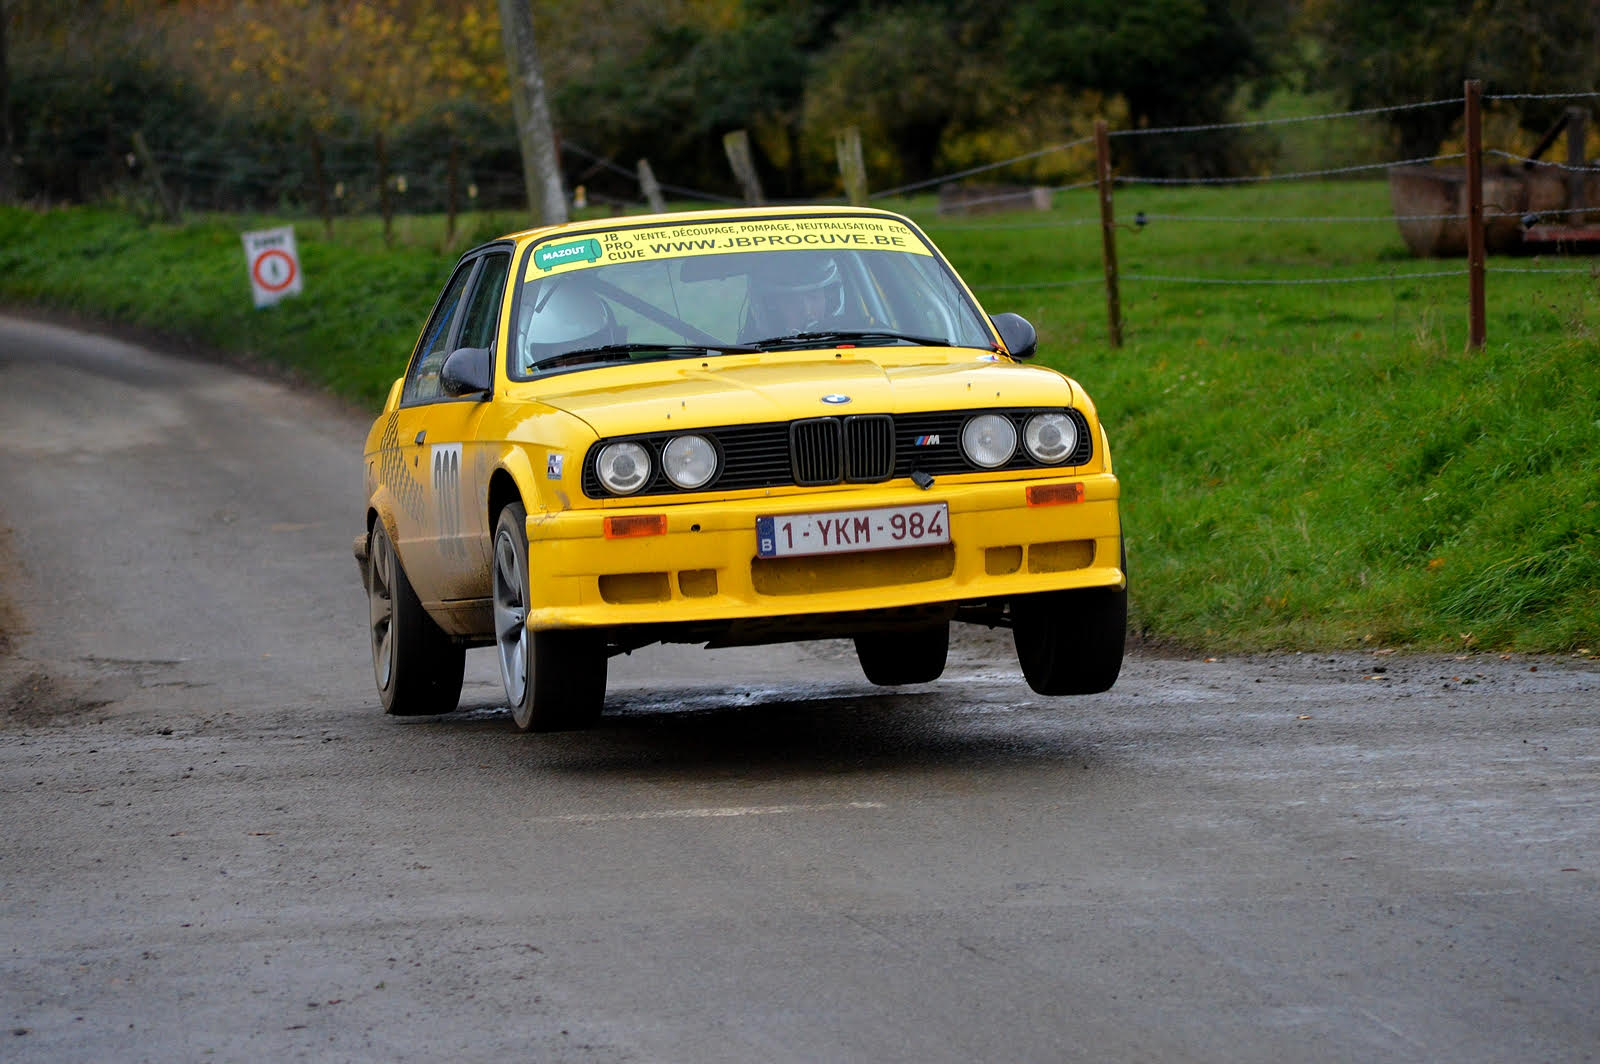 MAZOUT
JB
PRO
CUVE
VENTE, DÉCOUPAGE, POMPAGE, NEUTRALISATION ETC
WWW.JBPROCUVE.BE
M
B
1-YKM-984